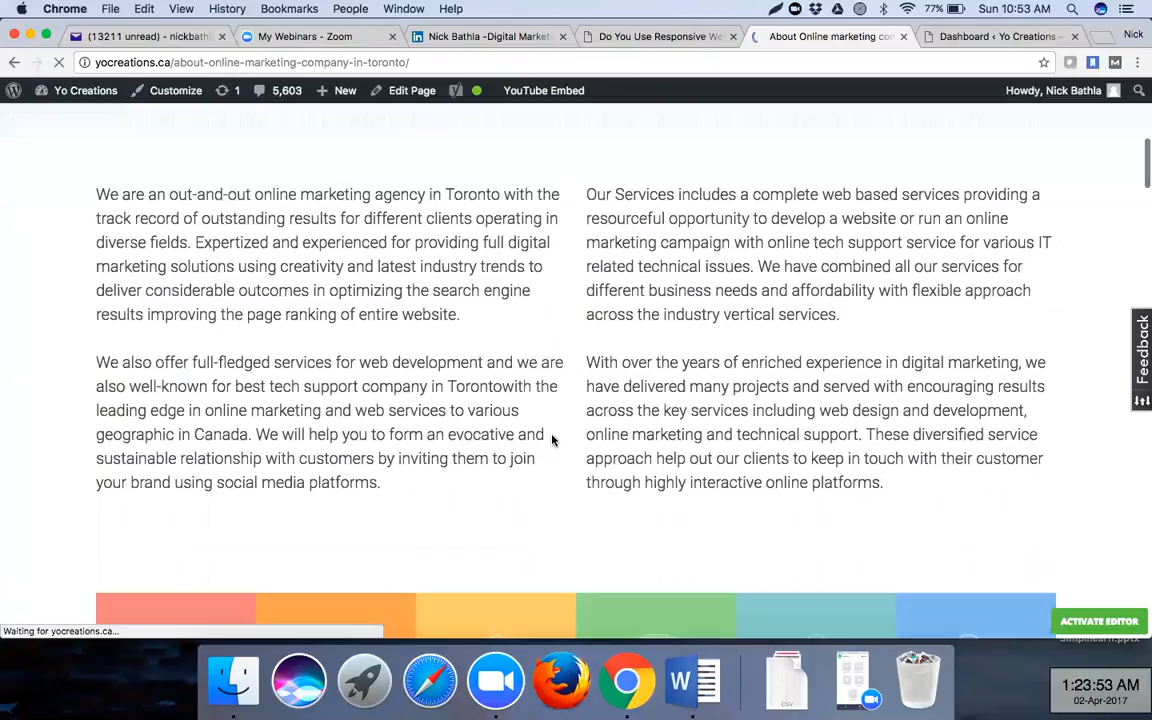 Chrome File Edit View History Bookmarks People Window Help 77% Sun 10:53 AM
(13211 unread) - nickbathla
My Webinars - Zoom
Nick Bathla -Digital Marketi
Do You Use Responsive We
About Online marketing co
Dashboard ‹ Yo Creations —
Nick
yocreations.ca/about-online-marketing-company-in-toronto/
Yo Creations Customize 1 5,603 New Edit Page YouTube Embed Howdy, Nick Bathla
We are an out-and-out online marketing agency in Toronto with the
track record of outstanding results for different clients operating in
diverse fields. Expertized and experienced for providing full digital
marketing solutions using creativity and latest industry trends to
deliver considerable outcomes in optimizing the search engine
results improving the page ranking of entire website.
We also offer full-fledged services for web development and we are
also well-known for best tech support company in Torontowith the
leading edge in online marketing and web services to various
geographic in Canada. We will help you to form an evocative and
sustainable relationship with customers by inviting them to join
your brand using social media platforms.
Our Services includes a complete web based services providing a
resourceful opportunity to develop a website or run an online
marketing campaign with online tech support service for various IT
related technical issues. We have combined all our services for
different business needs and affordability with flexible approach
across the industry vertical services.
With over the years of enriched experience in digital marketing, we
have delivered many projects and served with encouraging results
across the key services including web design and development,
online marketing and technical support. These diversified service
approach help out our clients to keep in touch with their customer
through highly interactive online platforms.
Feedback
ACTIVATE EDITOR
Waiting for yocreations.ca...
W
CSV
1:23:53 AM
02-Apr-2017